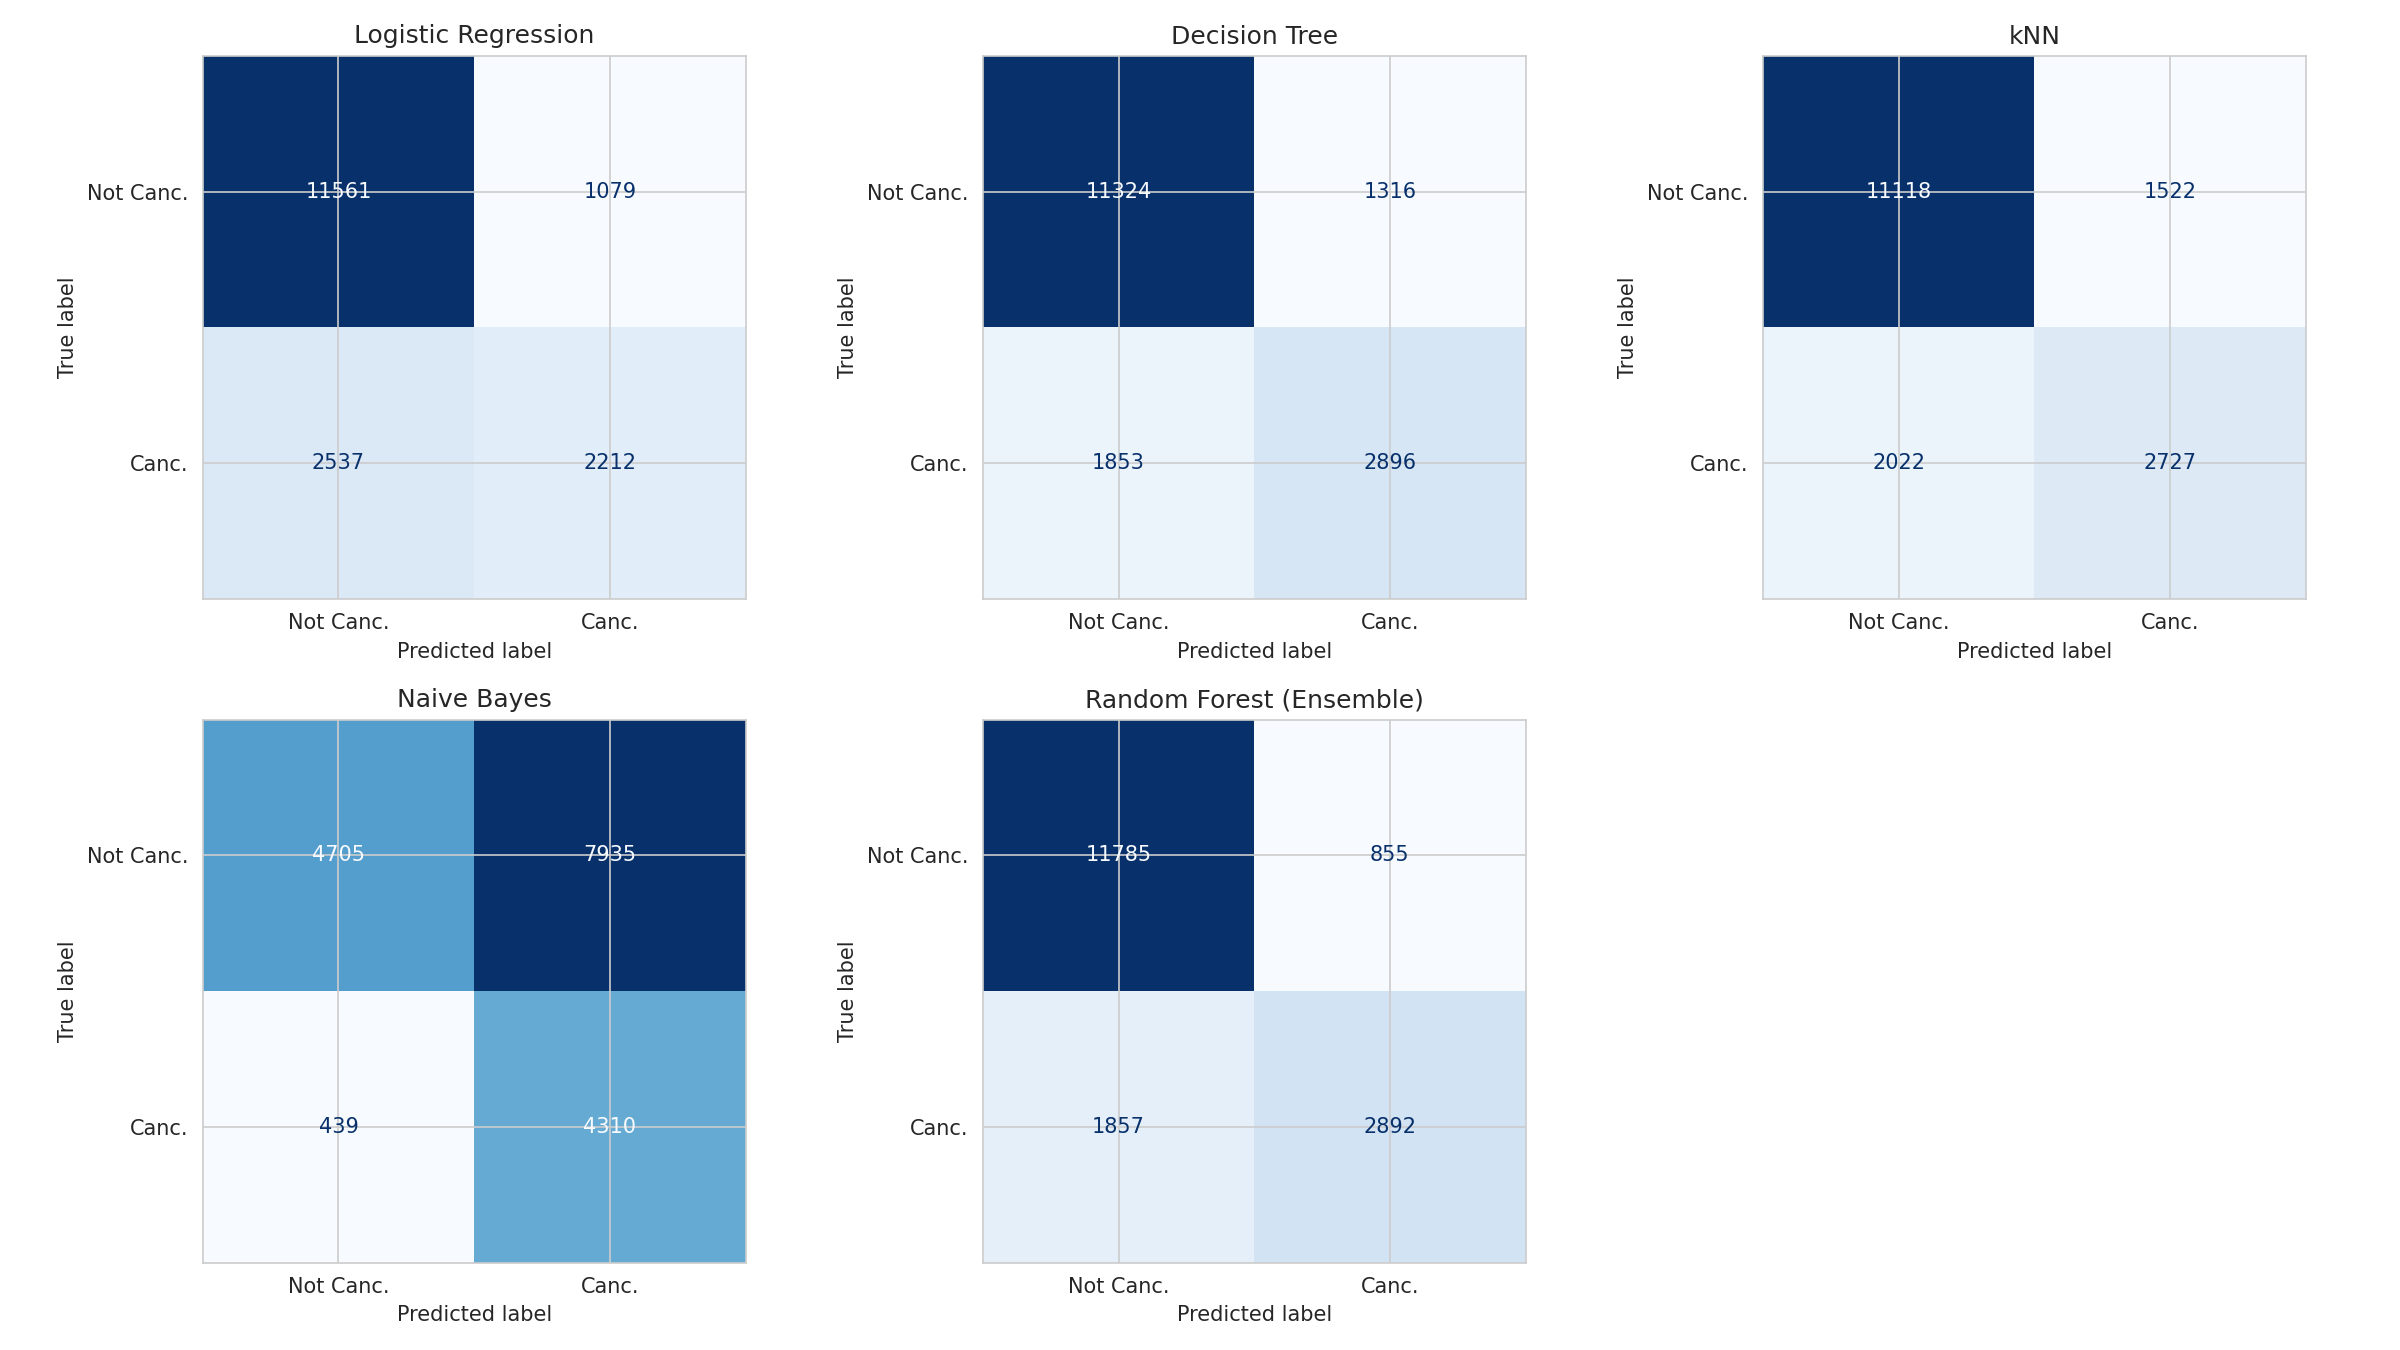 Logistic Regression
Not Canc.
11561
1079
Canc.
2537
2212
True label
Not Canc.
Canc.
Predicted label
Decision Tree
Not Canc.
11324
1316
Canc.
1853
2896
True label
Not Canc.
Canc.
Predicted label
kNN
Not Canc.
11118
1522
Canc.
2022
2727
True label
Not Canc.
Canc.
Predicted label
Naive Bayes
Not Canc.
4705
7935
Canc.
439
4310
True label
Not Canc.
Canc.
Predicted label
Random Forest (Ensemble)
Not Canc.
11785
855
Canc.
1857
2892
True label
Not Canc.
Canc.
Predicted label